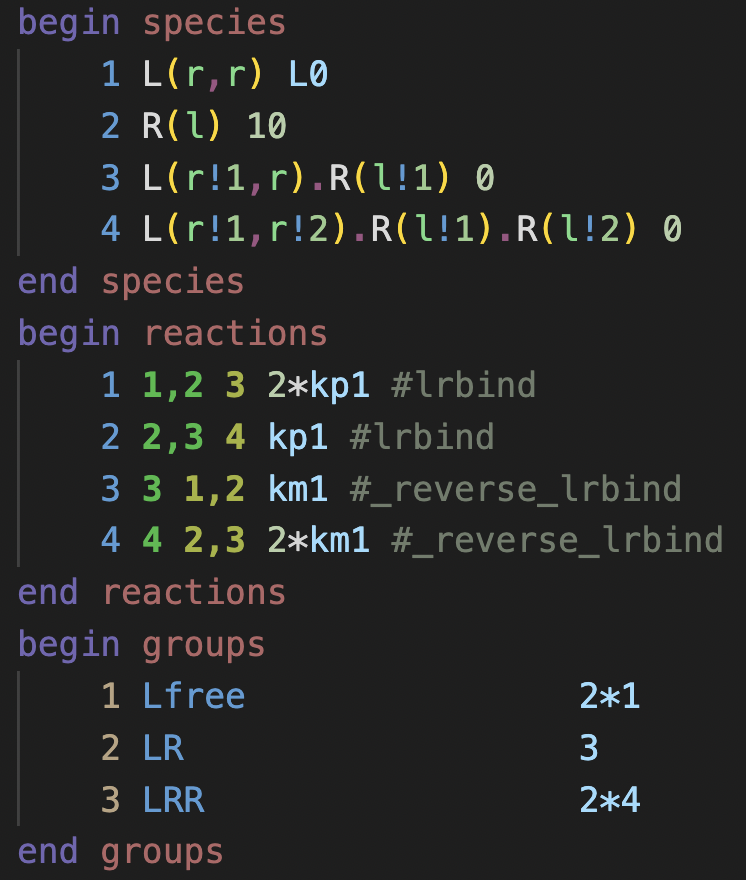 begin species
1 L(r,r) L0
2 R(l) 10
3 L(r!1,r).R(l!1) 0
4 L(r!1,r!2).R(l!1).R(l!2) 0
end species
begin reactions
1 1,2 3 2*kp1 #lrbind
2 2,3 4 kp1 #lrbind
3 3 1,2 km1 #_reverse_lrbind
4 4 2,3 2*km1 #_reverse_lrbind
end reactions
begin groups
1 Lfree 2*1
2 LR 3
3 LRR 2*4
end groups